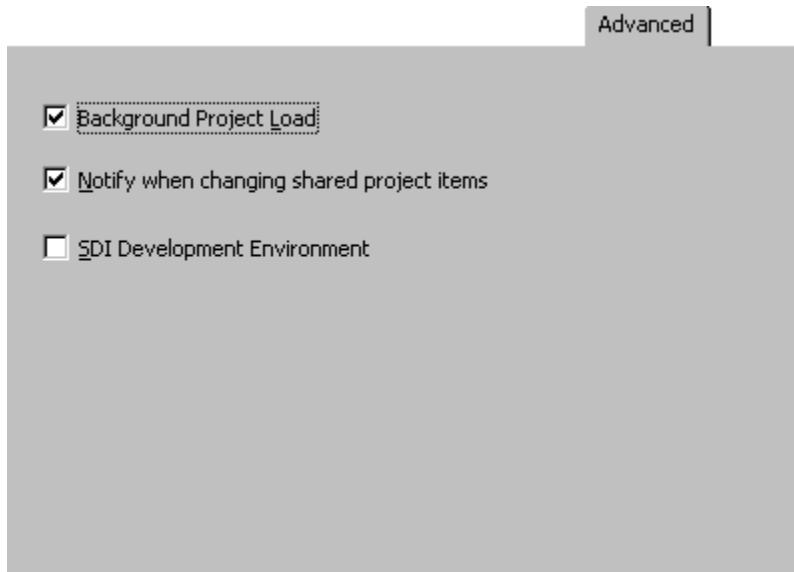 Advanced
Background Project Load
Notify when changing shared project items
SDI Development Environment